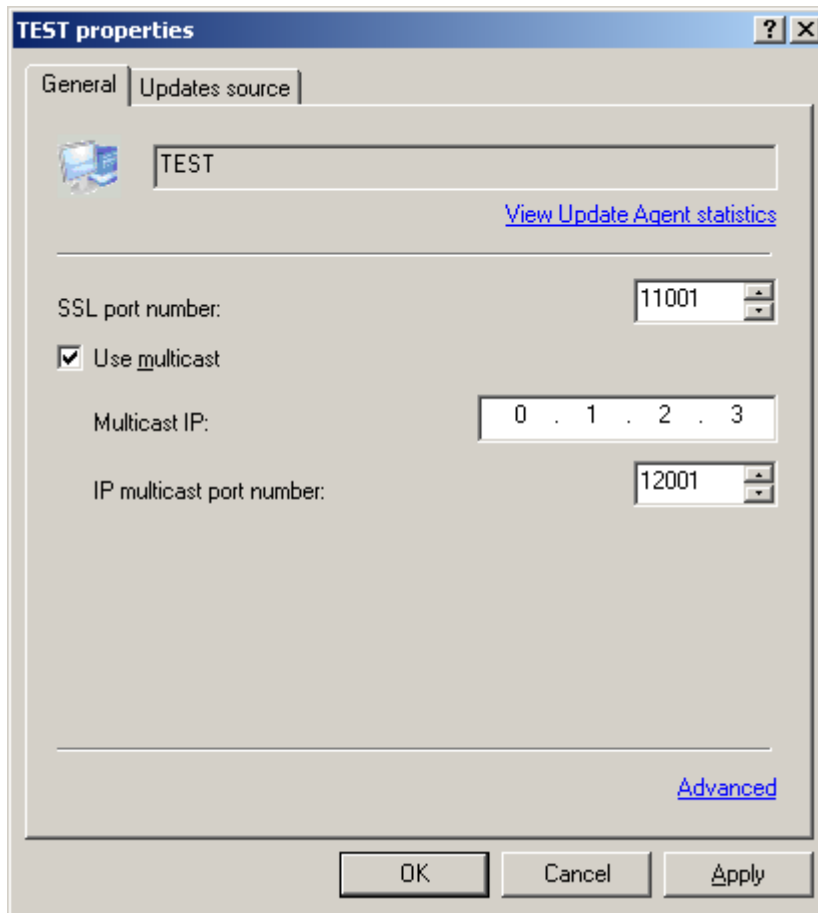 TEST properties
General Updates source
TEST
View Update Agent statistics
SSL port number: 11001
Use multicast
Multicast IP: 0 . 1 . 2 . 3
IP multicast port number: 12001
Advanced
OK Cancel Apply